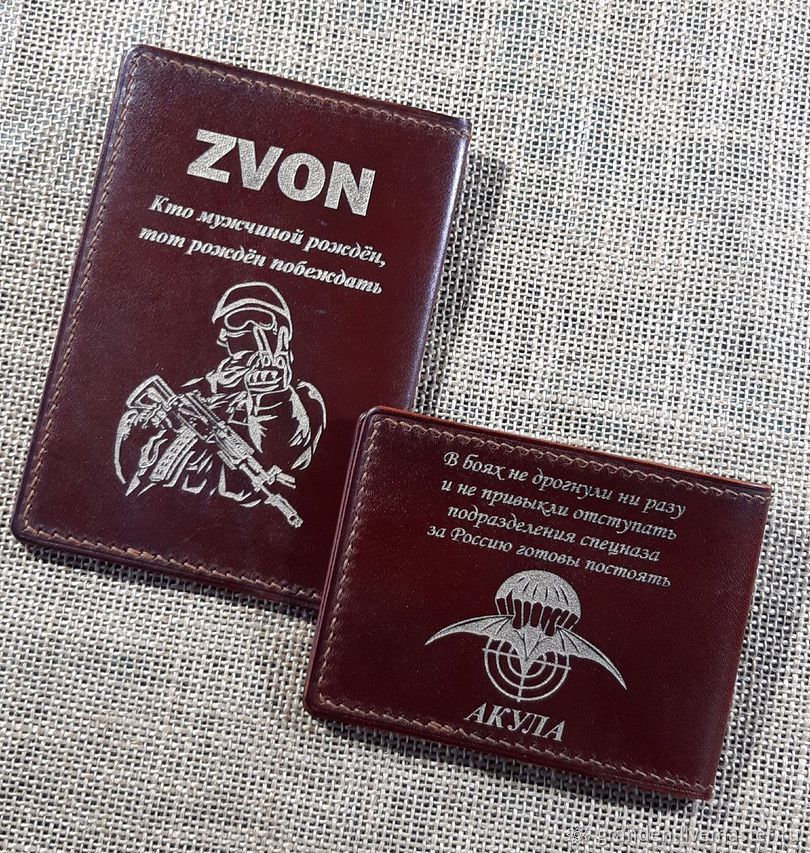 ZVON
Кто мужчиной рождён,
тот рождён побеждать
В боях не дрогнули ни разу
и не привыкли отступать
подразделения спецназа
за Россию готовы постоять
АКУЛА